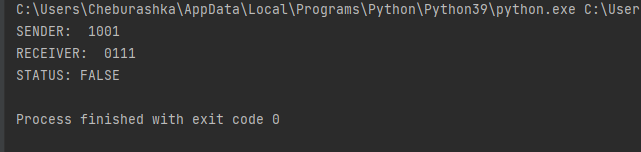 C:\Users\Cheburashka\AppData\Local\Programs\Python\Python39\python.exe C:\User
SENDER:  1001
RECEIVER:  0111
STATUS: FALSE
Process finished with exit code 0